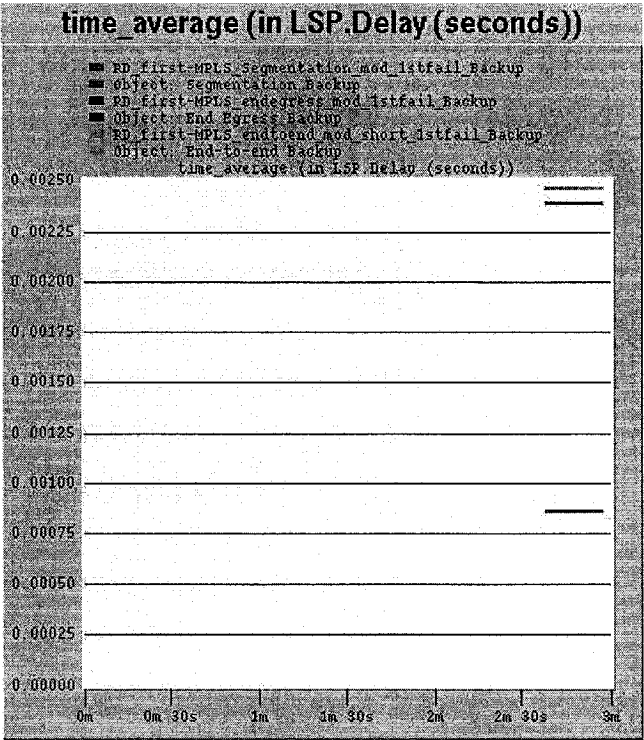 time_average (in LSP.Delay (seconds))
RD_first-MPLS_Segmentation_mod_1stfail_Backup
Object: Segmentation Backup
RD_first-MPLS_endegress_mod_1stfail_Backup
Object: End Egress Backup
RD_first-MPLS_endtoend_mod_short_1stfail_Backup
Object: End-to-end Backup
time_average (in LSP.Delay (seconds))
0.00250
0.00225
0.00200
0.00175
0.00150
0.00125
0.00100
0.00075
0.00050
0.00025
0.00000
0m 0m 30s 1m 1m 30s 2m 2m 30s 3m